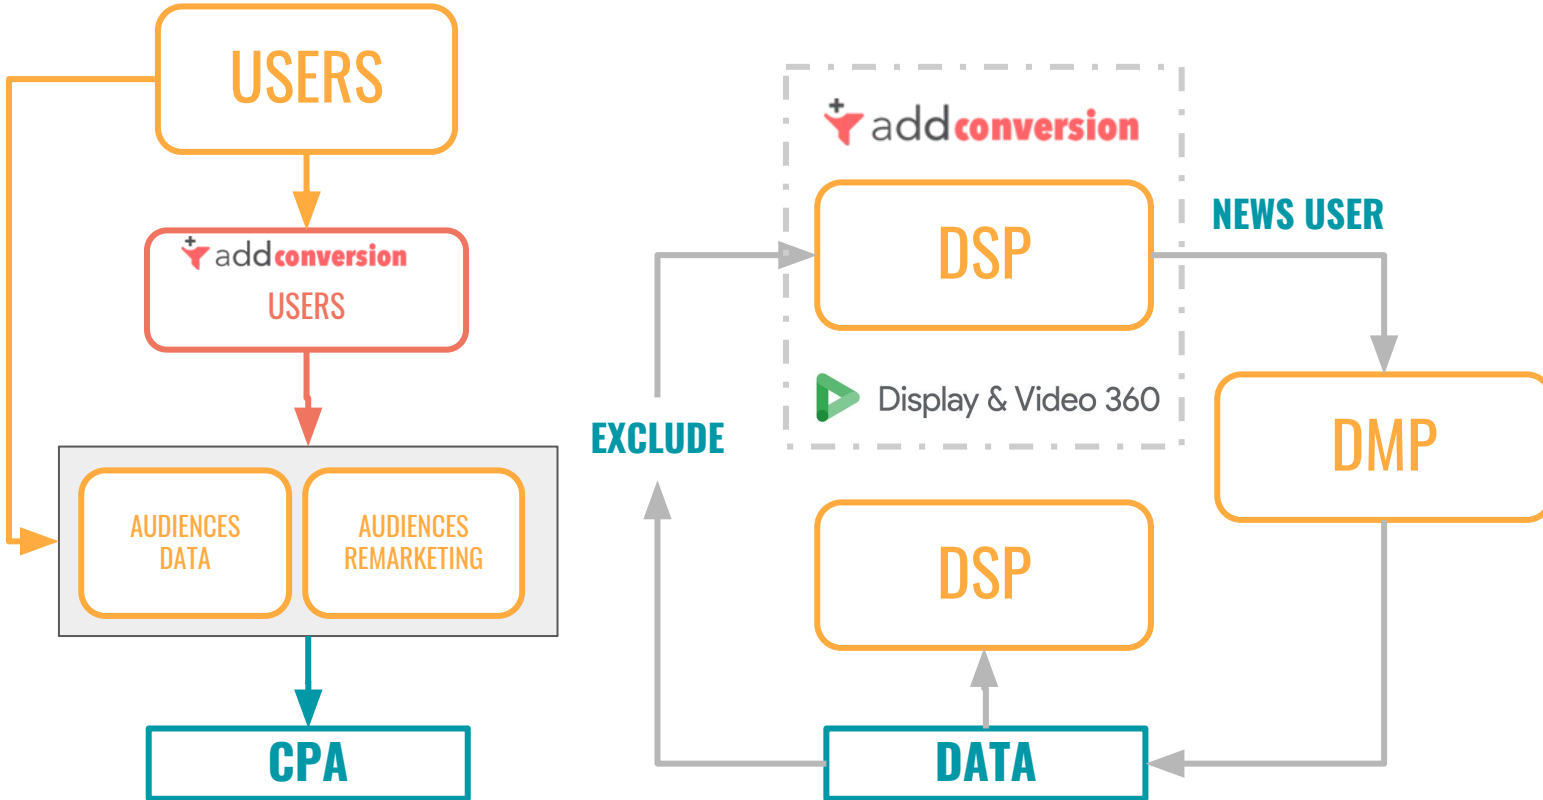 USERS
addconversion
USERS
AUDIENCES
DATA
AUDIENCES
REMARKETING
CPA
addconversion
DSP
NEWS USER
Display & Video 360
EXCLUDE
DMP
DSP
DATA